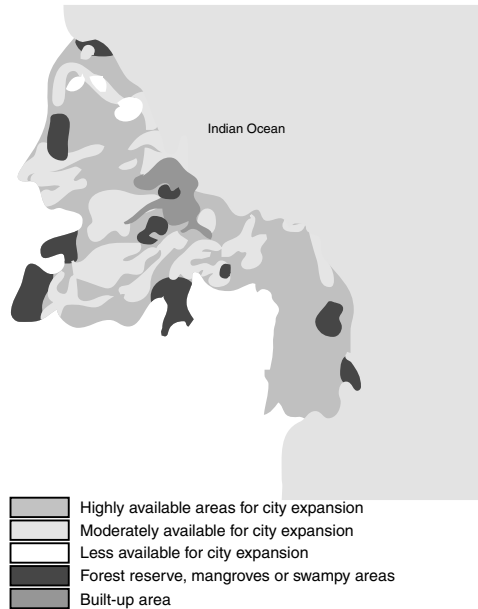 Indian Ocean
Highly available areas for city expansion
Moderately available for city expansion
Less available for city expansion
Forest reserve, mangroves or swampy areas
Built-up area